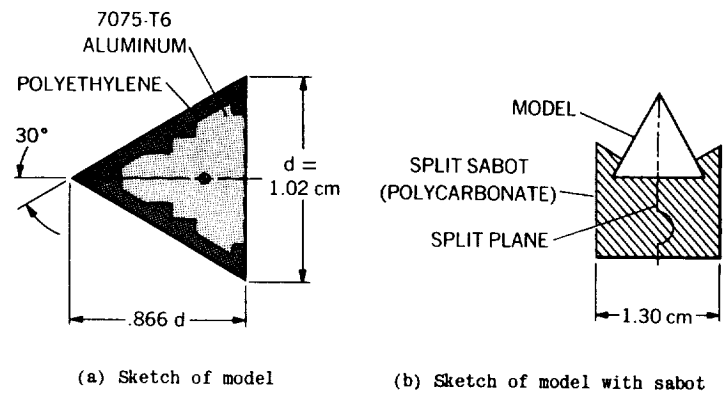 7075-T6
ALUMINUM
POLYETHYLENE
30°
d =
1.02 cm
.866 d
(a) Sketch of model
MODEL
SPLIT SABOT
(POLYCARBONATE)
SPLIT PLANE
1.30 cm
(b) Sketch of model with sabot